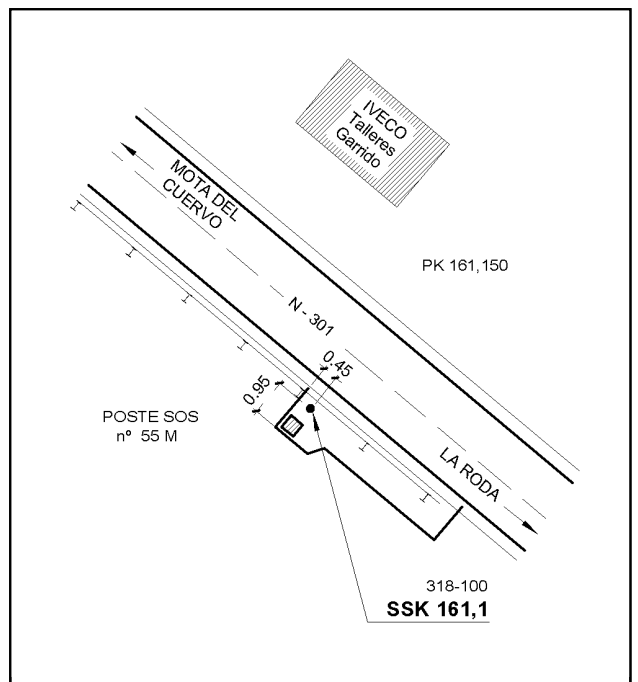 IVECO
Talleres
Garrido
MOTA DEL
CUERVO
PK 161,150
N - 301
0.45
0.95
POSTE SOS
nº 55 M
LA RODA
318-100
SSK 161,1